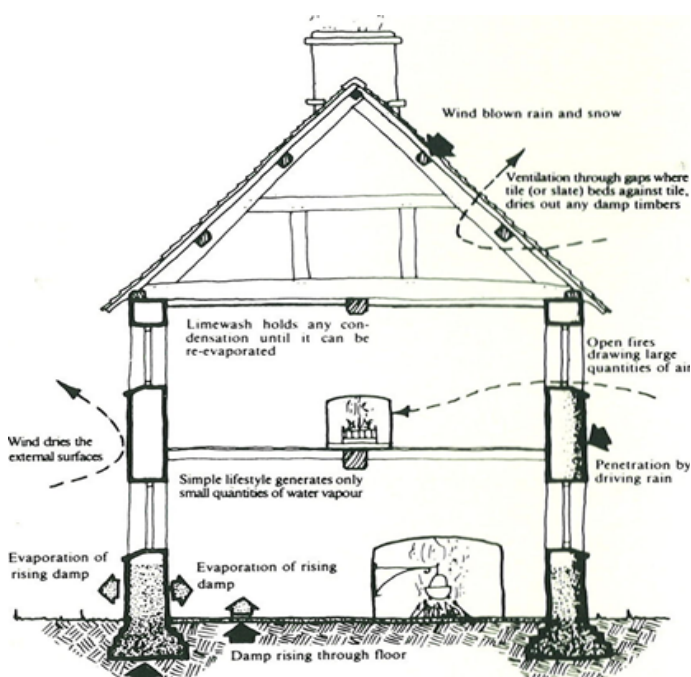 Wind blown rain and snow
Ventilation through gaps where
tile (or slate) beds against tile,
dries out any damp timbers
Limewash holds any con-
densation until it can be
re-evaporated
Open fires
drawing large
quantities of air
Wind dries the
external surfaces
Simple lifestyle generates only
small quantities of water vapour
Penetration by
driving rain
Evaporation of
rising damp
Evaporation of rising
damp
Damp rising through floor